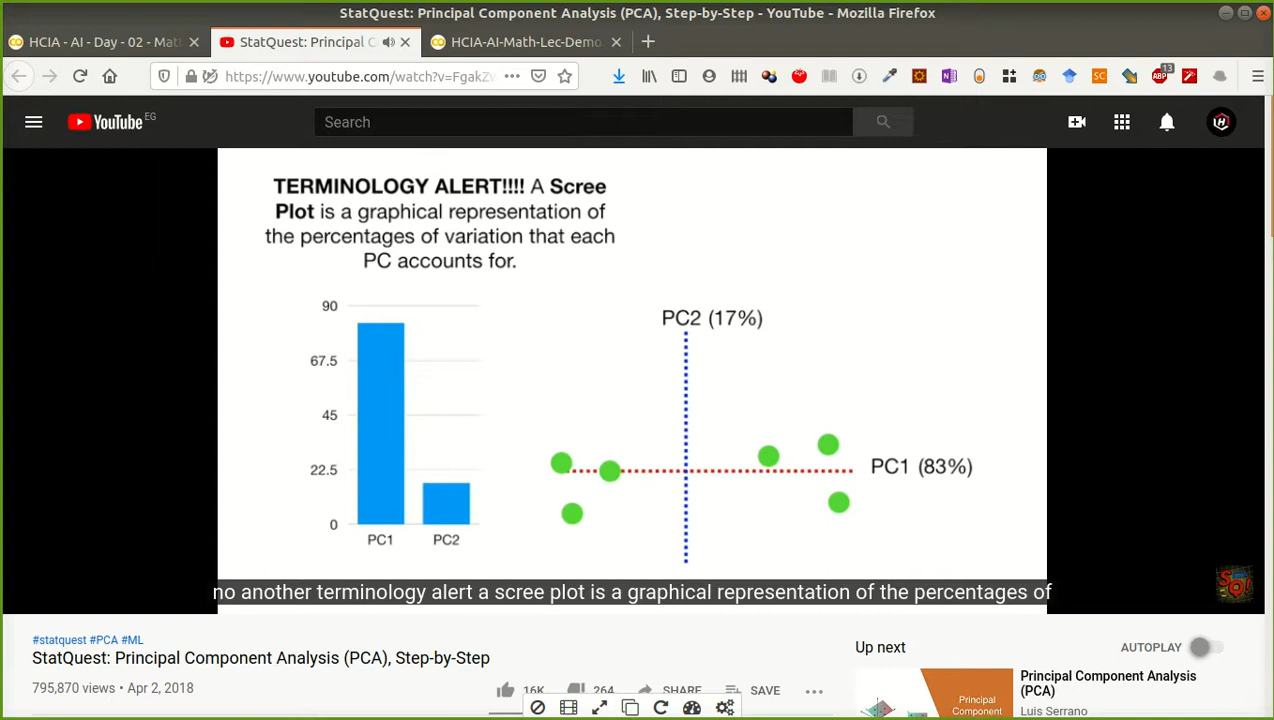 StatQuest: Principal Component Analysis (PCA), Step-by-Step - YouTube - Mozilla Firefox
HCIA - AI - Day - 02 - Mat
StatQuest: Principal C
HCIA-AI-Math-Lec-Demo.
https://www.youtube.com/watch?v=FgakZw
13
YouTube EG
Search
TERMINOLOGY ALERT!!!! A Scree
Plot is a graphical representation of
the percentages of variation that each
PC accounts for.
90
67.5
45
22.5
0
PC1
PC2
PC2 (17%)
PC1 (83%)
no another terminology alert a scree plot is a graphical representation of the percentages of
#statquest #PCA #ML
StatQuest: Principal Component Analysis (PCA), Step-by-Step
795,870 views • Apr 2, 2018
16K
264
SHARE
SAVE
Up next
AUTOPLAY
Principal Component Analysis
(PCA)
Luis Serrano
Principal
Component